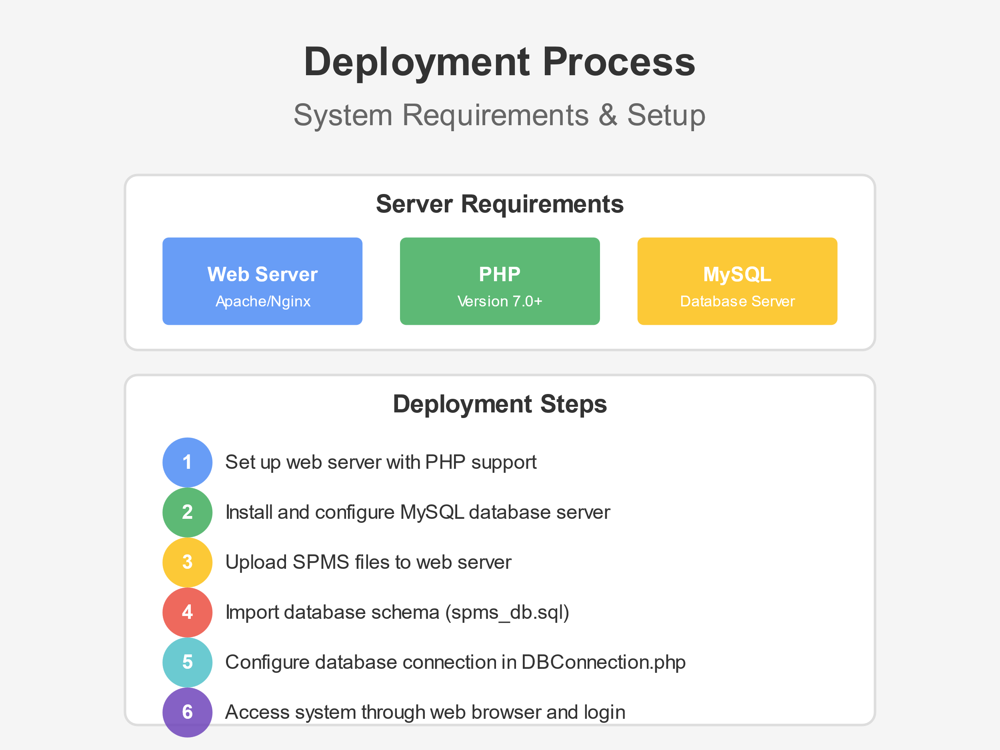 Deployment Process
System Requirements & Setup
Server Requirements
Web Server
Apache/Nginx
PHP
Version 7.0+
MySQL
Database Server
Deployment Steps
1 Set up web server with PHP support
2 Install and configure MySQL database server
3 Upload SPMS files to web server
4 Import database schema (spms_db.sql)
5 Configure database connection in DBConnection.php
6 Access system through web browser and login